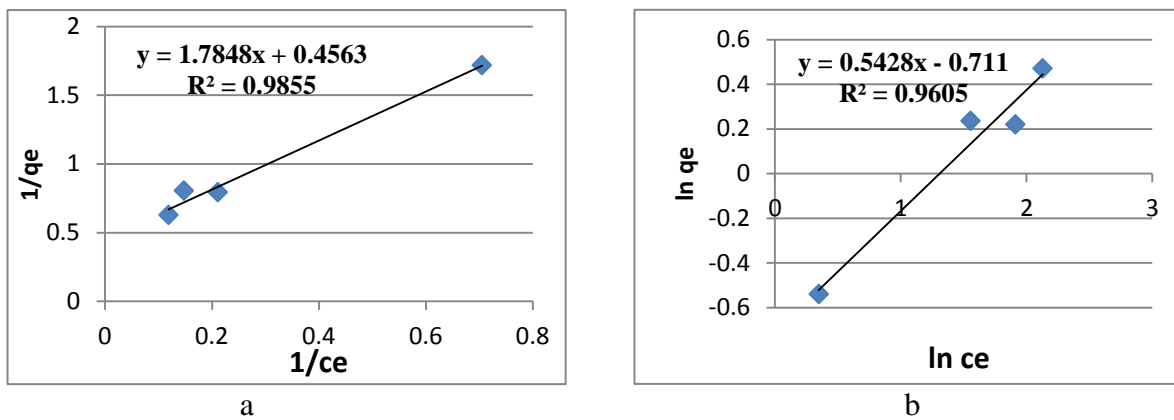 2
1.5
1
0.5
0
0
0.2
0.4
0.6
0.8
y = 1.7848x + 0.4563
R² = 0.9855
1/qe
1/ce
a
0.6
0.4
0.2
0
-0.2
-0.4
-0.6
0
1
2
3
y = 0.5428x - 0.711
R² = 0.9605
ln qe
ln ce
b